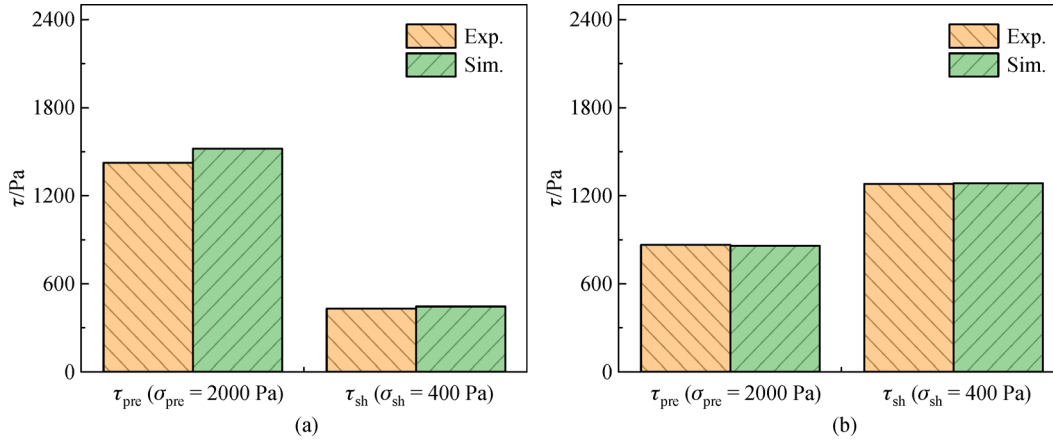 2400
1800
1200
600
0
τ/Pa
Exp.
Sim.
τpre (σpre = 2000 Pa)
τsh (σsh = 400 Pa)
(a)
2400
1800
1200
600
0
τ/Pa
Exp.
Sim.
τpre (σpre = 2000 Pa)
τsh (σsh = 400 Pa)
(b)